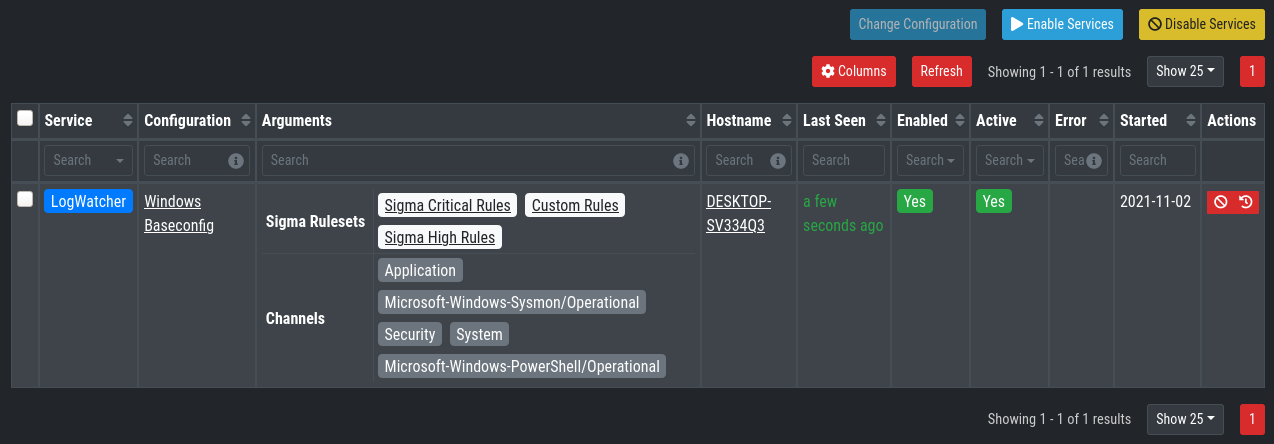 Change Configuration Enable Services Disable Services
Columns Refresh Showing 1 - 1 of 1 results Show 25 1
Service Configuration Arguments Hostname Last Seen Enabled Active Error Started Actions
Search Search Search Search Search Search Search Sea Search
LogWatcher Windows Baseconfig
Sigma Rulesets Sigma Critical Rules Custom Rules
Sigma High Rules
Channels Application
Microsoft-Windows-Sysmon/Operational
Security System
Microsoft-Windows-PowerShell/Operational
DESKTOP-
SV334Q3
a few
seconds ago
Yes Yes 2021-11-02
Showing 1 - 1 of 1 results Show 25 1